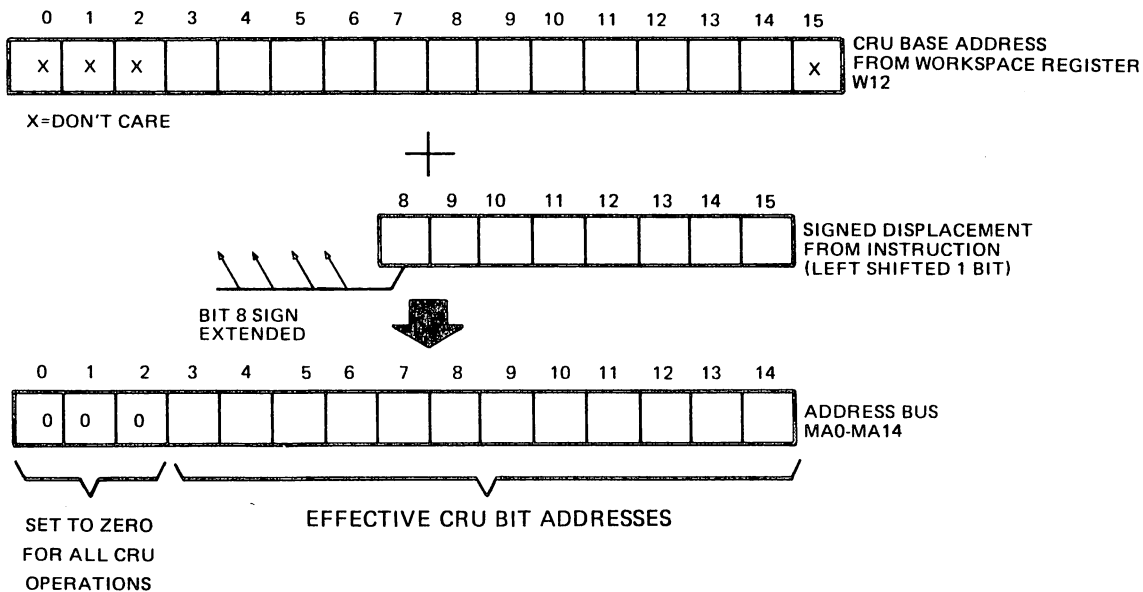 0 1 2 3 4 5 6 7 8 9 10 11 12 13 14 15
X X X X
CRU BASE ADDRESS
FROM WORKSPACE REGISTER
W12
X=DON'T CARE
+
8 9 10 11 12 13 14 15
SIGNED DISPLACEMENT
FROM INSTRUCTION
(LEFT SHIFTED 1 BIT)
BIT 8 SIGN
EXTENDED
0 1 2 3 4 5 6 7 8 9 10 11 12 13 14
0 0 0
ADDRESS BUS
MA0-MA14
SET TO ZERO
FOR ALL CRU
OPERATIONS
EFFECTIVE CRU BIT ADDRESSES